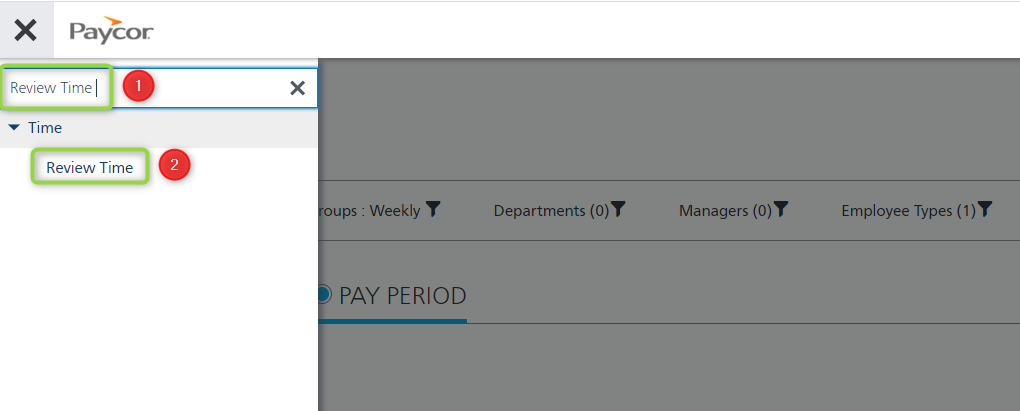 Paycor
Review Time 1
Time
Review Time 2
roups : Weekly Departments (0) Managers (0) Employee Types (1)
PAY PERIOD